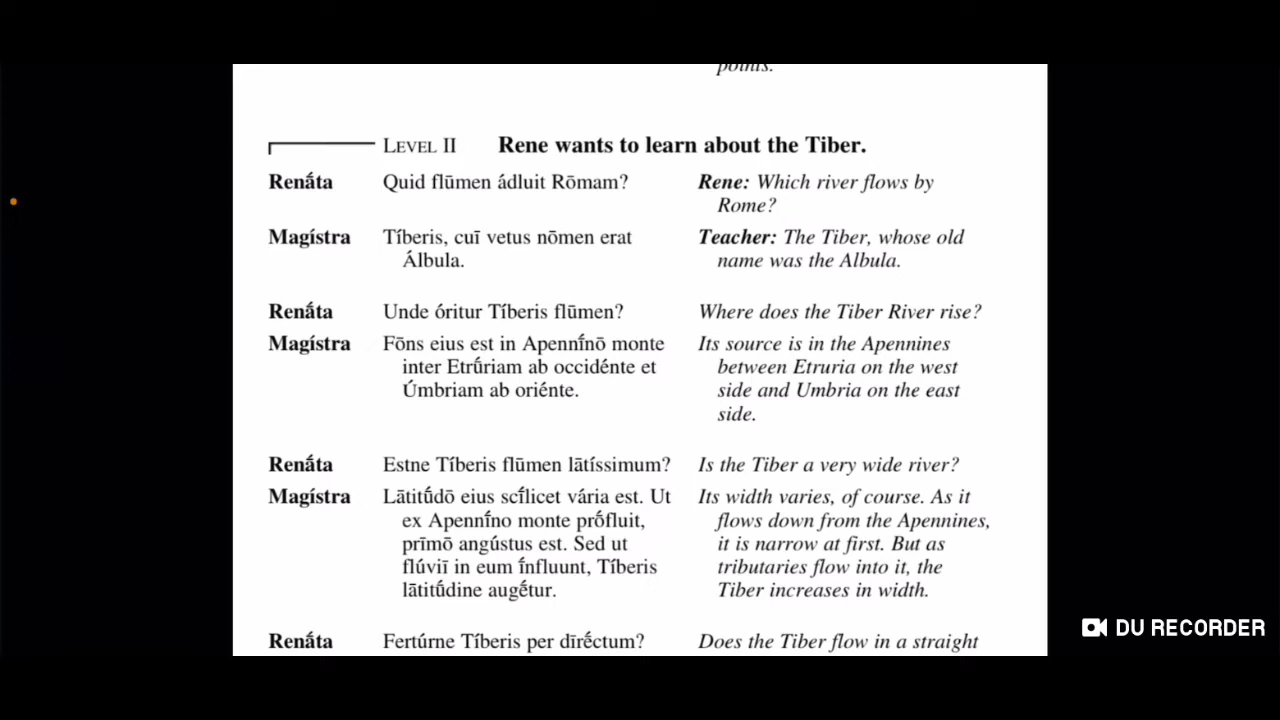 points.
LEVEL II Rene wants to learn about the Tiber.
Renā́ta Quid flūmen ádluit Rōmam? Rene: Which river flows by
Rome?
Magístra Tíberis, cuī vetus nōmen erat Teacher: The Tiber, whose old
Álbula. name was the Albula.
Renā́ta Unde óritur Tíberis flūmen? Where does the Tiber River rise?
Magístra Fōns eius est in Apennī́nō monte Its source is in the Apennines
inter Etrū́riam ab occidénte et between Etruria on the west
Úmbriam ab oriénte. side and Umbria on the east
side.
Renā́ta Estne Tíberis flūmen lātíssimum? Is the Tiber a very wide river?
Magístra Lātitū́dō eius scī́licet vária est. Ut Its width varies, of course. As it
ex Apennī́no monte prṓfluit, flows down from the Apennines,
prīmō angústus est. Sed ut it is narrow at first. But as
flúviī in eum ī́nfluunt, Tíberis tributaries flow into it, the
lātitū́dine augḗtur. Tiber increases in width.
Renā́ta Fertúrne Tíberis per dīrḗctum? Does the Tiber flow in a straight
DU RECORDER